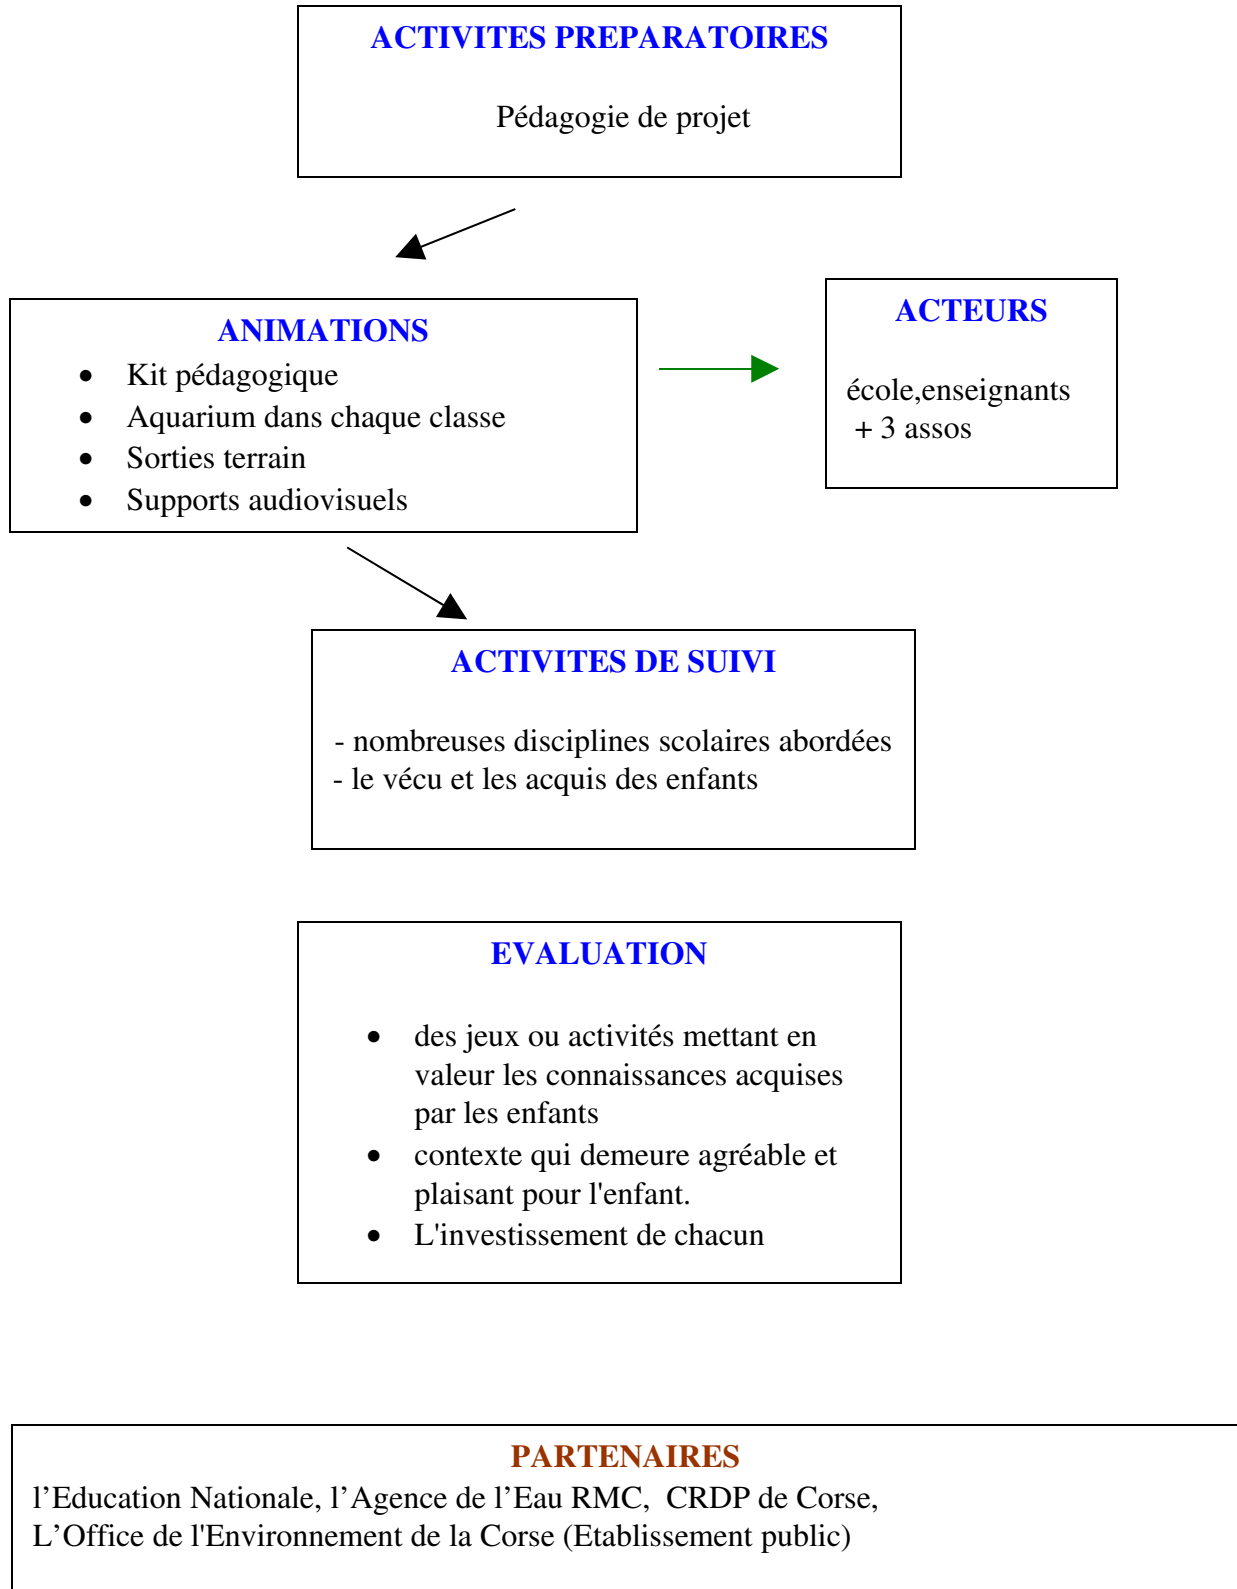 ACTIVITES PREPARATOIRES
Pédagogie de projet
ANIMATIONS
• Kit pédagogique
• Aquarium dans chaque classe
• Sorties terrain
• Supports audiovisuels
ACTEURS
école,enseignants
+ 3 assos
ACTIVITES DE SUIVI
- nombreuses disciplines scolaires abordées
- le vécu et les acquis des enfants
EVALUATION
• des jeux ou activités mettant en
valeur les connaissances acquises
par les enfants
• contexte qui demeure agréable et
plaisant pour l'enfant.
• L'investissement de chacun
PARTENAIRES
l’Education Nationale, l’Agence de l’Eau RMC, CRDP de Corse,
L’Office de l'Environnement de la Corse (Etablissement public)